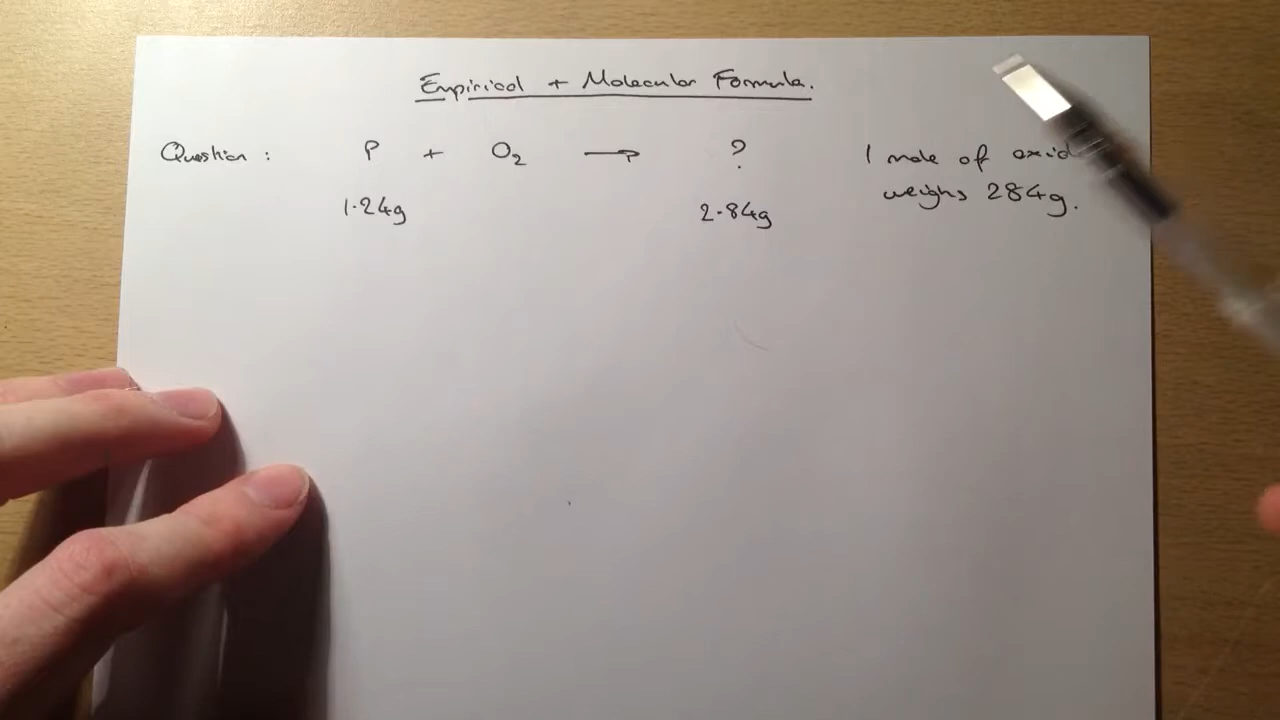 Empirical + Molecular Formula.
Question : P + O₂ → ? 1 mole of oxid
1.24g 2.84g weighs 284g.